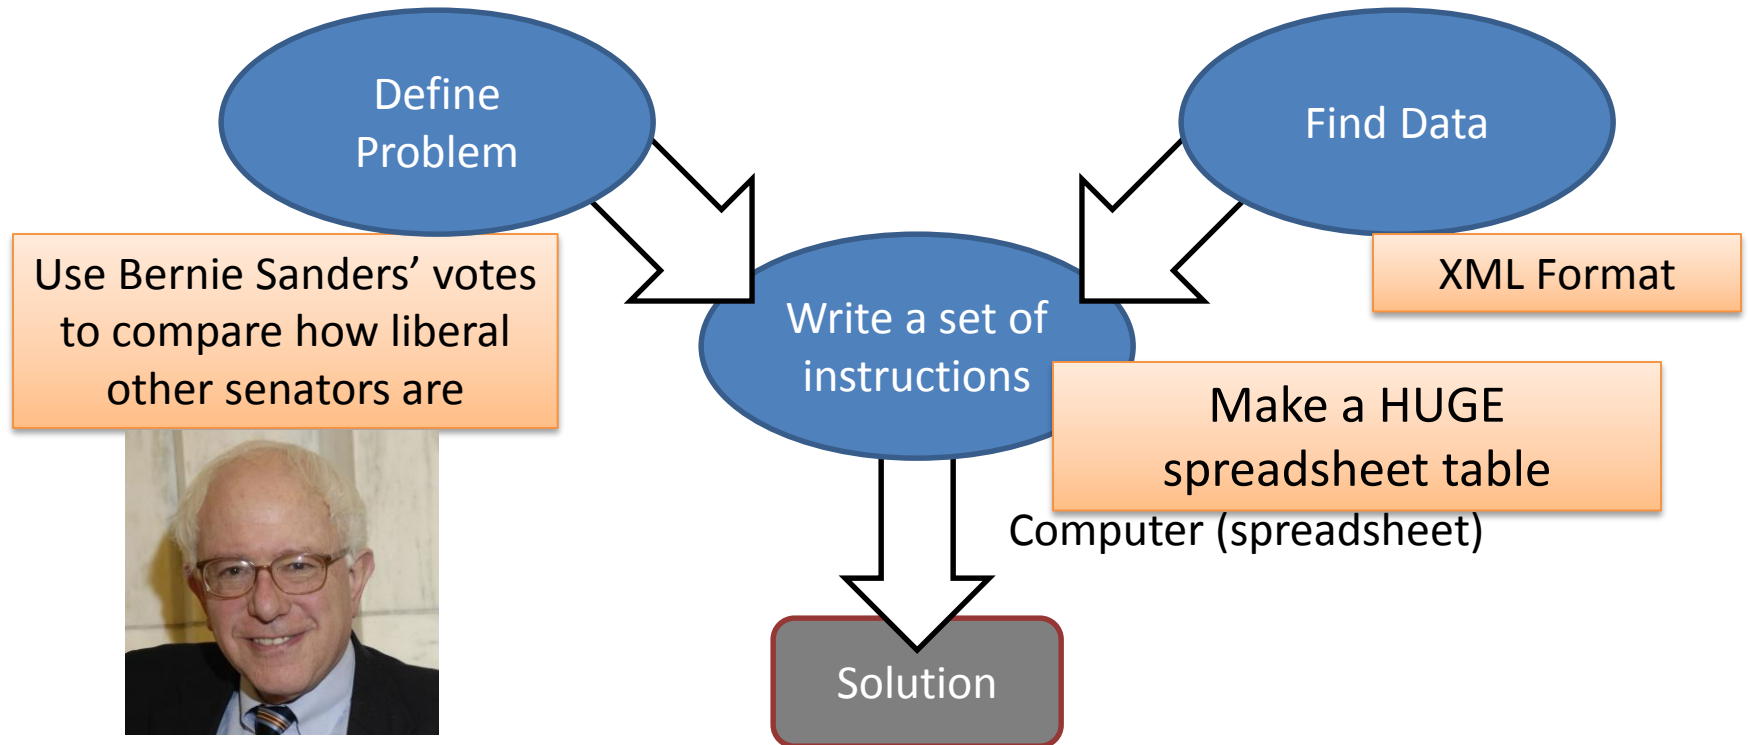 Define
Problem
Find Data
Use Bernie Sanders’ votes
to compare how liberal
other senators are
XML Format
Write a set of
instructions
Make a HUGE
spreadsheet table
Computer (spreadsheet)
Solution